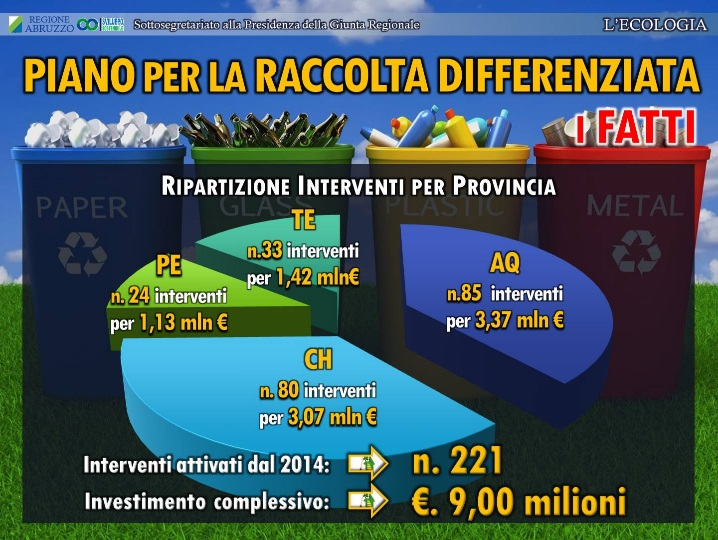 REGIONE ABRUZZO
Sottosegretariato alla Presidenza della Giunta Regionale
L'ECOLOGIA
PIANO PER LA RACCOLTA DIFFERENZIATA
I FATTI
RIPARTIZIONE INTERVENTI PER PROVINCIA
PAPER
GLASS
PLASTIC
METAL
TE
n.33 interventi
per 1,42 mln€
PE
n. 24 interventi
per 1,13 mln €
AQ
n.85 interventi
per 3,37 mln €
CH
n. 80 interventi
per 3,07 mln €
Interventi attivati dal 2014: n. 221
Investimento complessivo: €. 9,00 milioni